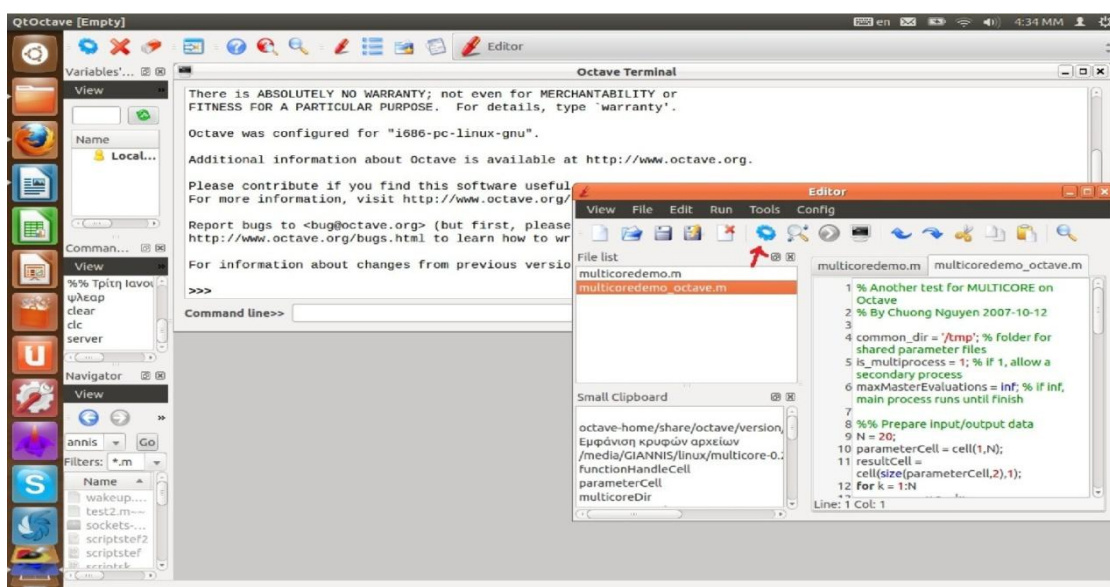 QtOctave [Empty]
en
4:34 MM
Editor
Variables'...
View
Name
Local...
Comman...
View
%% Τρίτη Ιανου
ψλεαρ
clear
clc
server
Navigator
View
annis
Go
Filters: *.m
Name
wakeup....
test2.m~~
sockets-...
scriptstef2
scriptstef
Octave Terminal
There is ABSOLUTELY NO WARRANTY; not even for MERCHANTABILITY or
FITNESS FOR A PARTICULAR PURPOSE. For details, type `warranty'.
Octave was configured for "i686-pc-linux-gnu".
Additional information about Octave is available at http://www.octave.org.
Please contribute if you find this software useful
For more information, visit http://www.octave.org/
Report bugs to <bug@octave.org> (but first, please
http://www.octave.org/bugs.html to learn how to wr
For information about changes from previous versio
>>>
Command line>>
Editor
View File Edit Run Tools Config
File list
multicoredemo.m
multicoredemo_octave.m
Small Clipboard
octave-home/share/octave/version,
Εμφάνιση κρυφών αρχείων
/media/GIANNIS/linux/multicore-0.2
functionHandleCell
parameterCell
multicoreDir
multicoredemo.m multicoredemo_octave.m
1 % Another test for MULTICORE on
Octave
2 % By Chuong Nguyen 2007-10-12
3
4 common_dir = '/tmp'; % folder for
shared parameter files
5 is_multiprocess = 1; % if 1, allow a
secondary process
6 maxMasterEvaluations = inf; % if inf,
main process runs until finish
7
8 %% Prepare input/output data
9 N = 20;
10 parameterCell = cell(1,N);
11 resultCell =
cell(size(parameterCell,2),1);
12 for k = 1:N
Line: 1 Col: 1